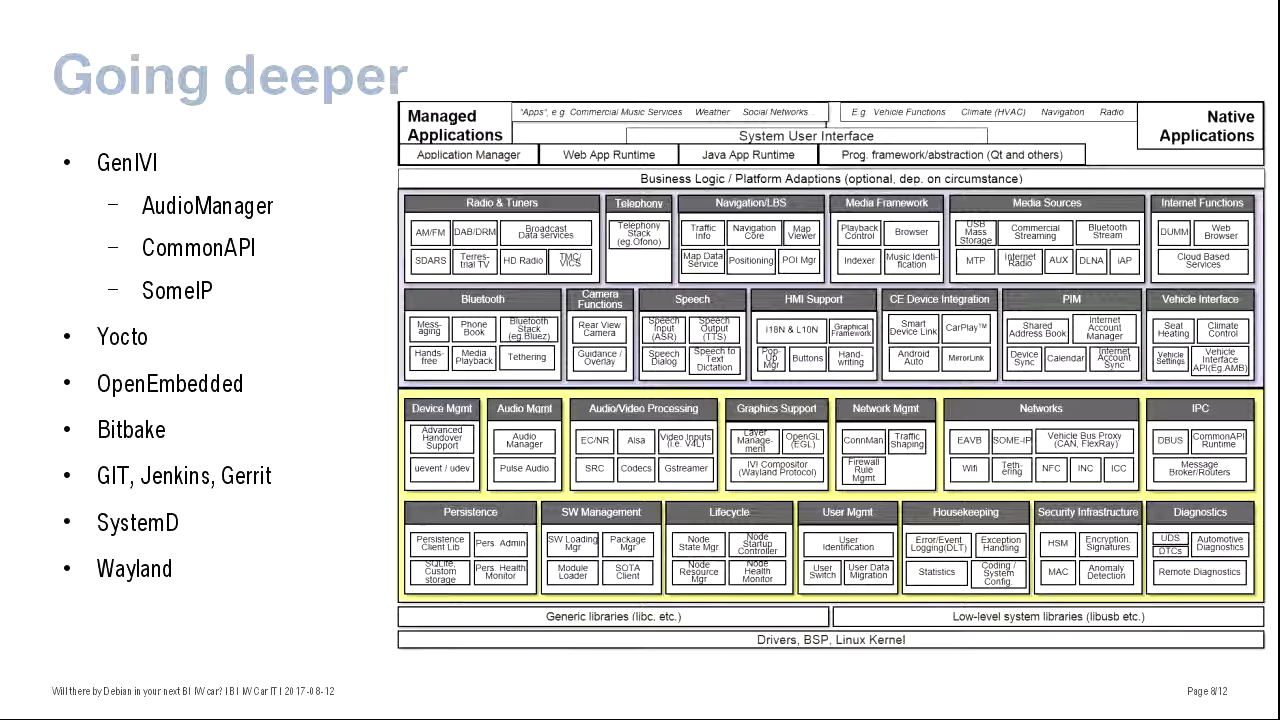 Going deeper
• GenIVI
– AudioManager
– CommonAPI
– SomeIP
• Yocto
• OpenEmbedded
• Bitbake
• GIT, Jenkins, Gerrit
• SystemD
• Wayland
Managed
Applications
"Apps", e.g. Commercial Music Services Weather Social Networks...
E.g Vehicle Functions Climate (HVAC) Navigation Radio
Native
Applications
System User Interface
Application Manager
Web App Runtime
Java App Runtime
Prog. framework/abstraction (Qt and others)
Business Logic / Platform Adaptions (optional, dep. on circumstance)
Radio & Tuners
AM/FM
DAB/DRM
Broadcast
Data services
SDARS
Terres-
trial TV
HD Radio
TMC/
VICS
Telephony
Telephony
Stack
(eg.Ofono)
Navigation/LBS
Traffic
Info
Navigation
Core
Map
Viewer
Map Data
Service
Positioning
POI Mgr
Media Framework
Playback
Control
Browser
Indexer
Music Identi-
fication
Media Sources
USB
Mass
Storage
Commercial
Streaming
Bluetooth
Stream
MTP
Internet
Radio
AUX
DLNA
iAP
Internet Functions
DUMM
Web
Browser
Cloud Based
Services
Bluetooth
Mess-
aging
Phone
Book
Bluetooth
Stack
(eg.Bluez)
Hands-
free
Media
Playback
Tethering
Camera
Functions
Rear View
Camera
Guidance /
Overlay
Speech
Speech
Input
(ASR)
Speech
Output
(TTS)
Speech
Dialog
Speech to
Text
Dictation
HMI Support
I18N & L10N
Graphical
Framework
Pop-
Up
Mgr
Buttons
Hand-
writing
CE Device Integration
Smart
Device Link
CarPlay™
Android
Auto
MirrorLink
PIM
Shared
Address Book
Internet
Account
Manager
Device
Sync
Calendar
Internet
Account
Sync
Vehicle Interface
Seat
Heating
Climate
Control
Vehicle
Settings
Vehicle
Interface
API(Eg.AMB)
Device Mgmt
Advanced
Handover
Support
uevent / udev
Audio Mgmt
Audio
Manager
Pulse Audio
Audio/Video Processing
EC/NR
Alsa
Video Inputs
(i.e. V4L)
SRC
Codecs
Gstreamer
Graphics Support
Layer
Manage-
ment
OpenGL
(EGL)
IVI Compositor
(Wayland Protocol)
Network Mgmt
ConnMan
Traffic
Shaping
Firewall
Rule
Mgmt
Networks
EAVB
SOME-IP
Vehicle Bus Proxy
(CAN, FlexRay)
Wifi
Teth-
ering
NFC
INC
ICC
IPC
DBUS
CommonAPI
Runtime
Message
Broker/Routers
Persistence
Persistence
Client Lib
Pers. Admin
SQLite,
Custom
storage
Pers. Health
Monitor
SW Management
SW Loading
Mgr
Package
Mgr
Module
Loader
SOTA
Client
Lifecycle
Node
State Mgr
Node
Startup
Controller
Node
Resource
Mgr
Node
Health
Monitor
User Mgmt
User
Identification
User
Switch
User Data
Migration
Housekeeping
Error/Event
Logging(DLT)
Exception
Handling
Statistics
Coding /
System
Config.
Security Infrastructure
HSM
Encryption.
Signatures
MAC
Anomaly
Detection
Diagnostics
UDS
DTCs
Automotive
Diagnostics
Remote Diagnostics
Generic libraries (libc. etc.)
Low-level system libraries (libusb etc.)
Drivers, BSP, Linux Kernel
Will there by Debian in your next BMW car? I BMW Car IT I 2017-08-12
Page 8/12